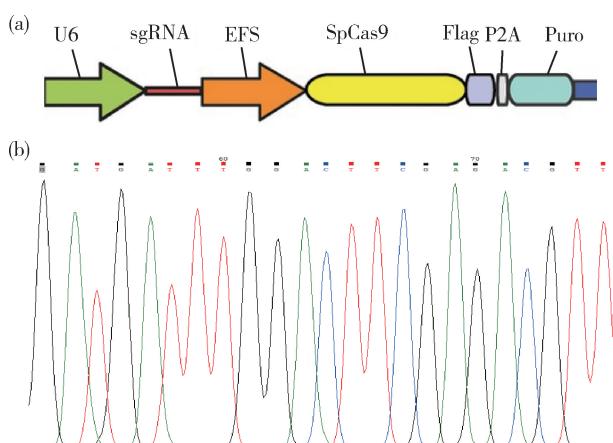 (a)
U6 sgRNA EFS SpCas9 Flag P2A Puro
(b)
60 70
G A T G A T T T G G A C T T C G A G A C G T T